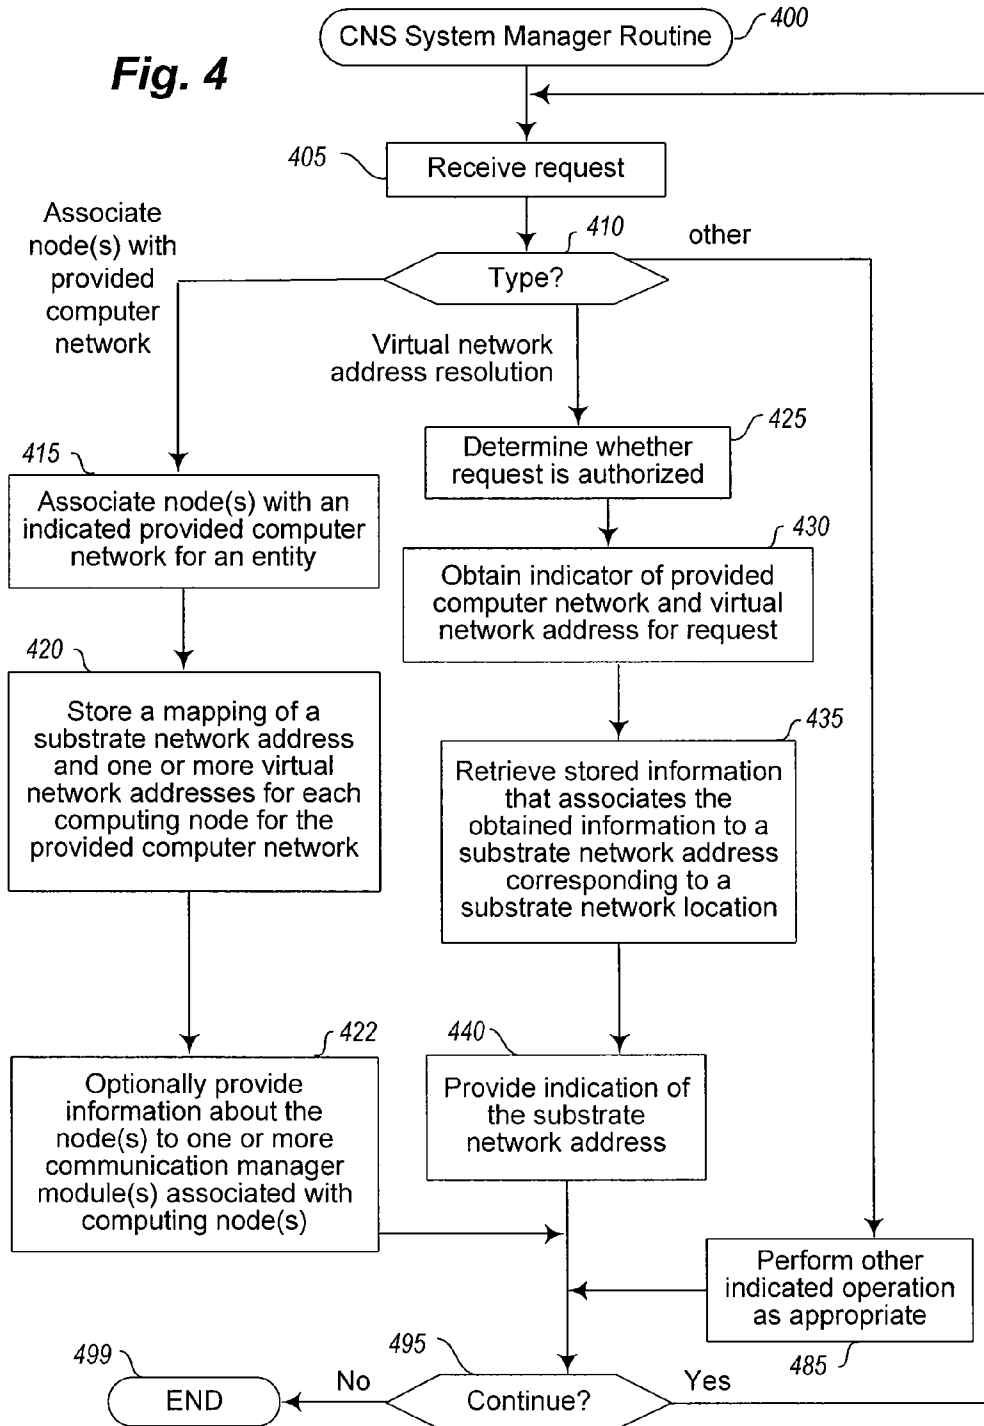 CNS System Manager Routine
400
Fig. 4
405
Receive request
Associate
node(s) with
provided
computer
network
410
other
Type?
Virtual network
address resolution
425
Determine whether
request is authorized
415
Associate node(s) with an
indicated provided computer
network for an entity
430
Obtain indicator of provided
computer network and virtual
network address for request
420
Store a mapping of a
substrate network address
and one or more virtual
network addresses for each
computing node for the
provided computer network
435
Retrieve stored information
that associates the
obtained information to a
substrate network address
corresponding to a
substrate network location
422
Optionally provide
information about the
node(s) to one or more
communication manager
module(s) associated with
computing node(s)
440
Provide indication of
the substrate
network address
Perform other
indicated operation
as appropriate
485
499
END
No
495
Continue?
Yes